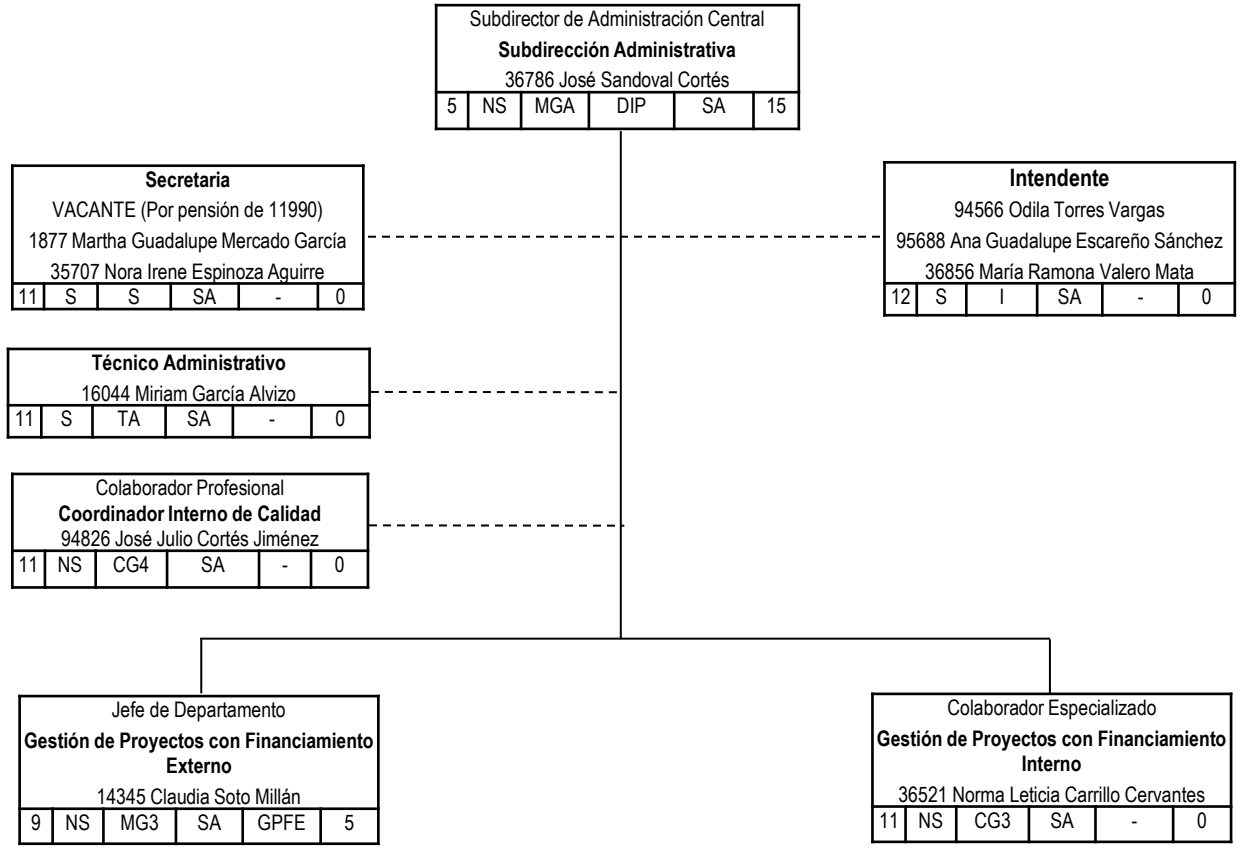 Subdirector de Administración Central
Subdirección Administrativa
36786 José Sandoval Cortés
5 NS MGA DIP SA 15
Secretaria
VACANTE (Por pensión de 11990)
1877 Martha Guadalupe Mercado García
35707 Nora Irene Espinoza Aguirre
11 S S SA - 0
Intendente
94566 Odila Torres Vargas
95688 Ana Guadalupe Escareño Sánchez
36856 María Ramona Valero Mata
12 S I SA - 0
Técnico Administrativo
16044 Miriam García Alvizo
11 S TA SA - 0
Colaborador Profesional
Coordinador Interno de Calidad
94826 José Julio Cortés Jiménez
11 NS CG4 SA - 0
Jefe de Departamento
Gestión de Proyectos con Financiamiento
Externo
14345 Claudia Soto Millán
9 NS MG3 SA GPFE 5
Colaborador Especializado
Gestión de Proyectos con Financiamiento
Interno
36521 Norma Leticia Carrillo Cervantes
11 NS CG3 SA - 0